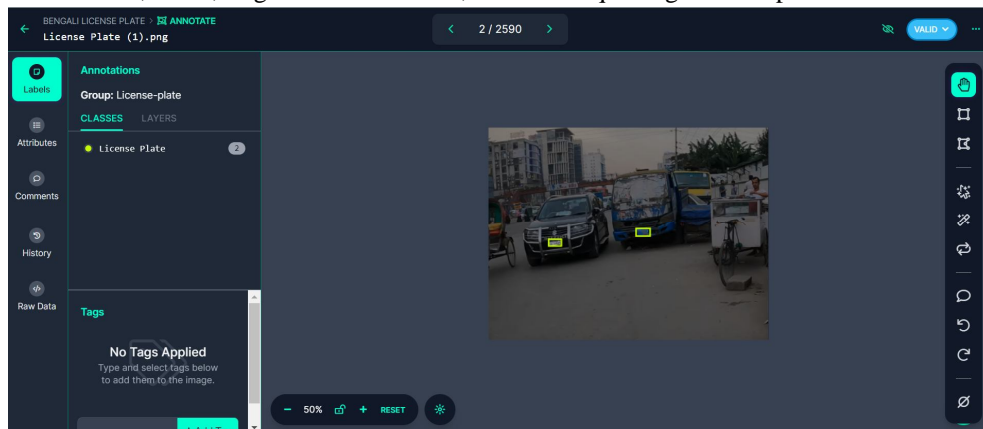 BENGALI LICENSE PLATE > ANNOTATE
License Plate (1).png
2 / 2590
VALID
Labels
Attributes
Comments
History
Raw Data
Annotations
Group: License-plate
CLASSES LAYERS
License Plate 2
Tags
No Tags Applied
Type and select tags below
to add them to the image.
- 50% + RESET